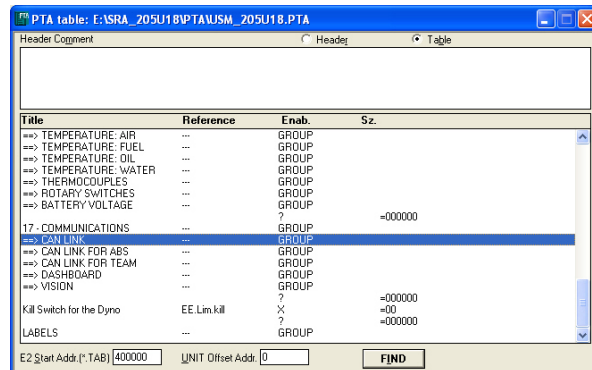 PTA table: E:\SRA_205U18\PTA\USM_205U18.PTA
Header Comment Header Table
Title Reference Enab. Sz.
==> TEMPERATURE: AIR --- GROUP
==> TEMPERATURE: FUEL --- GROUP
==> TEMPERATURE: OIL --- GROUP
==> TEMPERATURE: WATER --- GROUP
==> THERMOCOUPLES --- GROUP
==> ROTARY SWITCHES --- GROUP
==> BATTERY VOLTAGE --- GROUP
? =000000
17 - COMMUNICATIONS --- GROUP
==> CAN LINK --- GROUP
==> CAN LINK FOR ABS --- GROUP
==> CAN LINK FOR TEAM --- GROUP
==> DASHBOARD --- GROUP
==> VISION --- GROUP
? =000000
Kill Switch for the Dyno EE.Lim.kill X =00
? =000000
LABELS --- GROUP
E2 Start Addr.(*.TAB) 400000 UNIT Offset Addr. 0 FIND